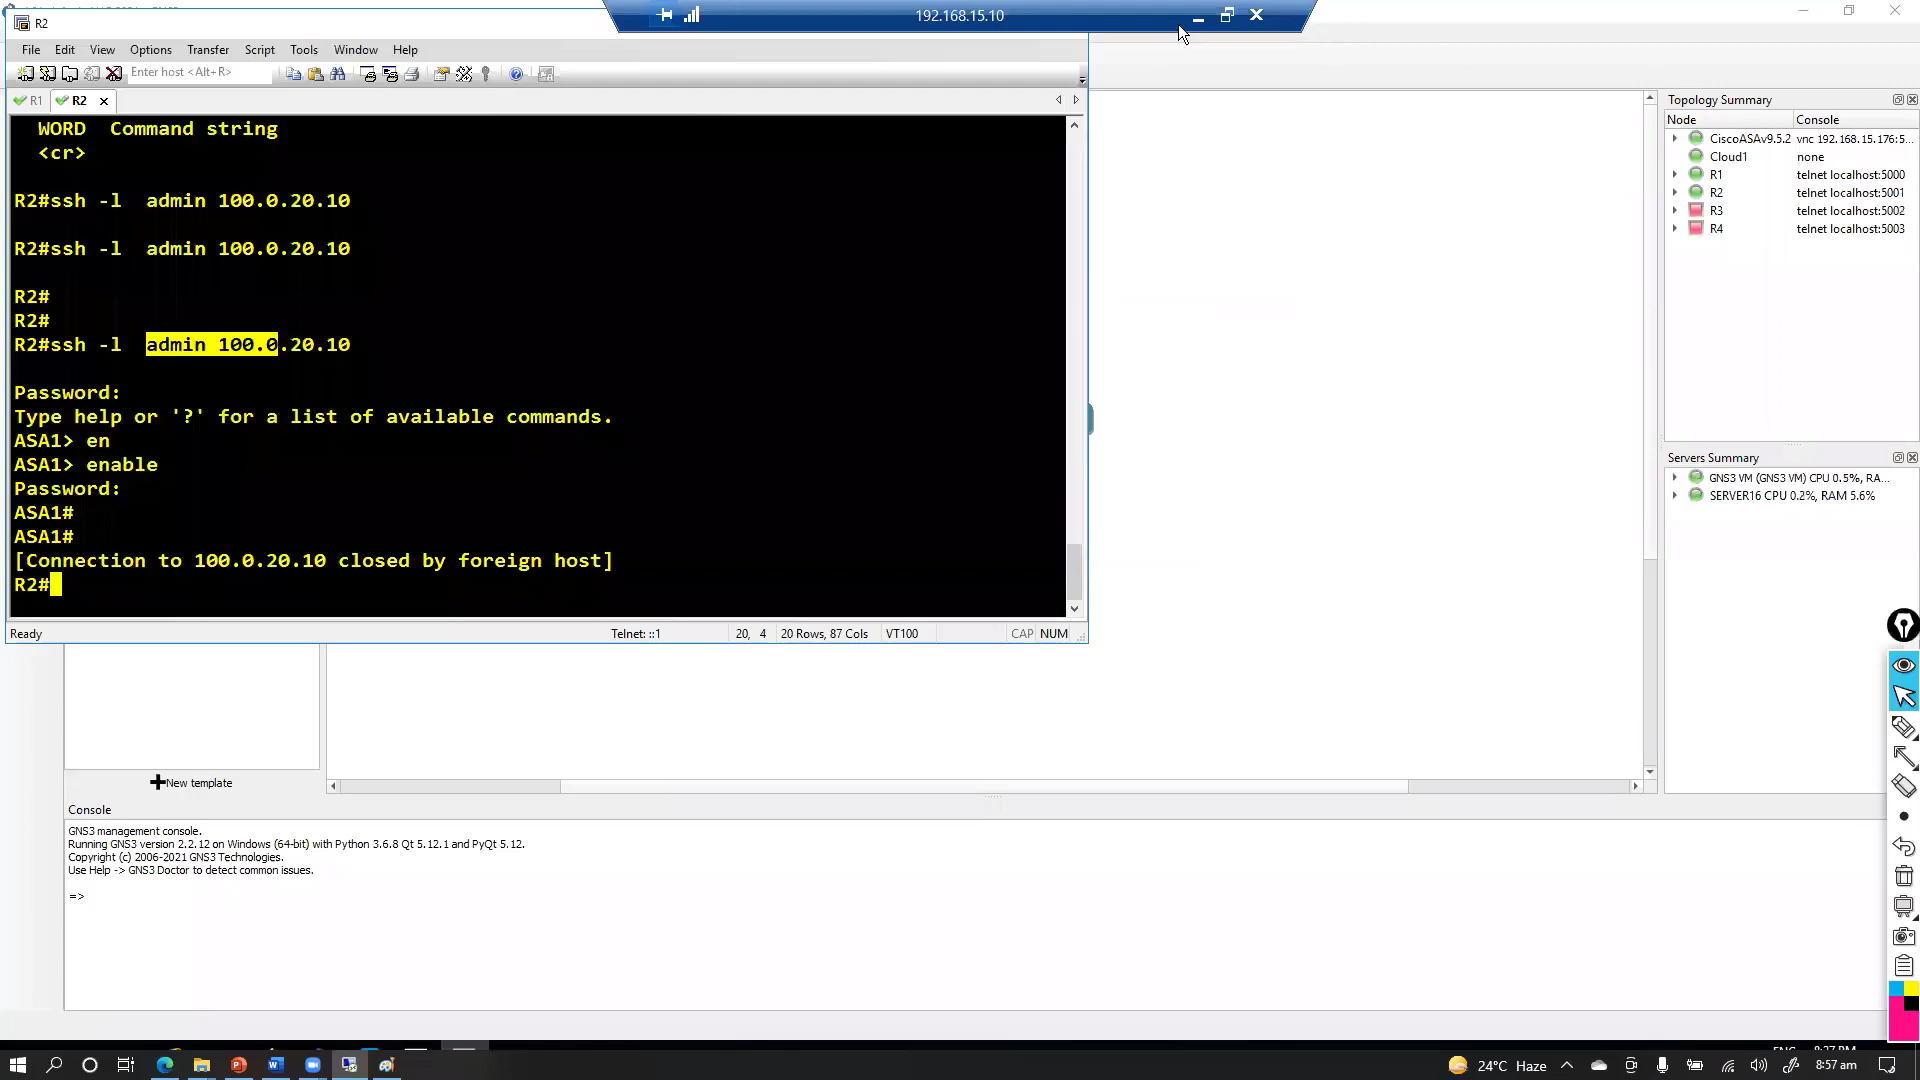 192.168.15.10
R2
File Edit View Options Transfer Script Tools Window Help
Enter host <Alt+R>
R1 R2
WORD Command string
<cr>
R2#ssh -l  admin 100.0.20.10
R2#ssh -l  admin 100.0.20.10
R2#
R2#
R2#ssh -l  admin 100.0.20.10
Password:
Type help or '?' for a list of available commands.
ASA1> en
ASA1> enable
Password:
ASA1#
ASA1#
[Connection to 100.0.20.10 closed by foreign host]
R2#
Ready Telnet: ::1 20, 4 20 Rows, 87 Cols VT100 CAP NUM
Topology Summary
Node Console
CiscoASAv9.5.2 vnc 192.168.15.176:5...
Cloud1 none
R1 telnet localhost:5000
R2 telnet localhost:5001
R3 telnet localhost:5002
R4 telnet localhost:5003
Servers Summary
GNS3 VM (GNS3 VM) CPU 0.5%, RA...
SERVER16 CPU 0.2%, RAM 5.6%
New template
Console
GNS3 management console.
Running GNS3 version 2.2.12 on Windows (64-bit) with Python 3.6.8 Qt 5.12.1 and PyQt 5.12.
Copyright (c) 2006-2021 GNS3 Technologies.
Use Help -> GNS3 Doctor to detect common issues.
=>
24°C Haze 8:57 am